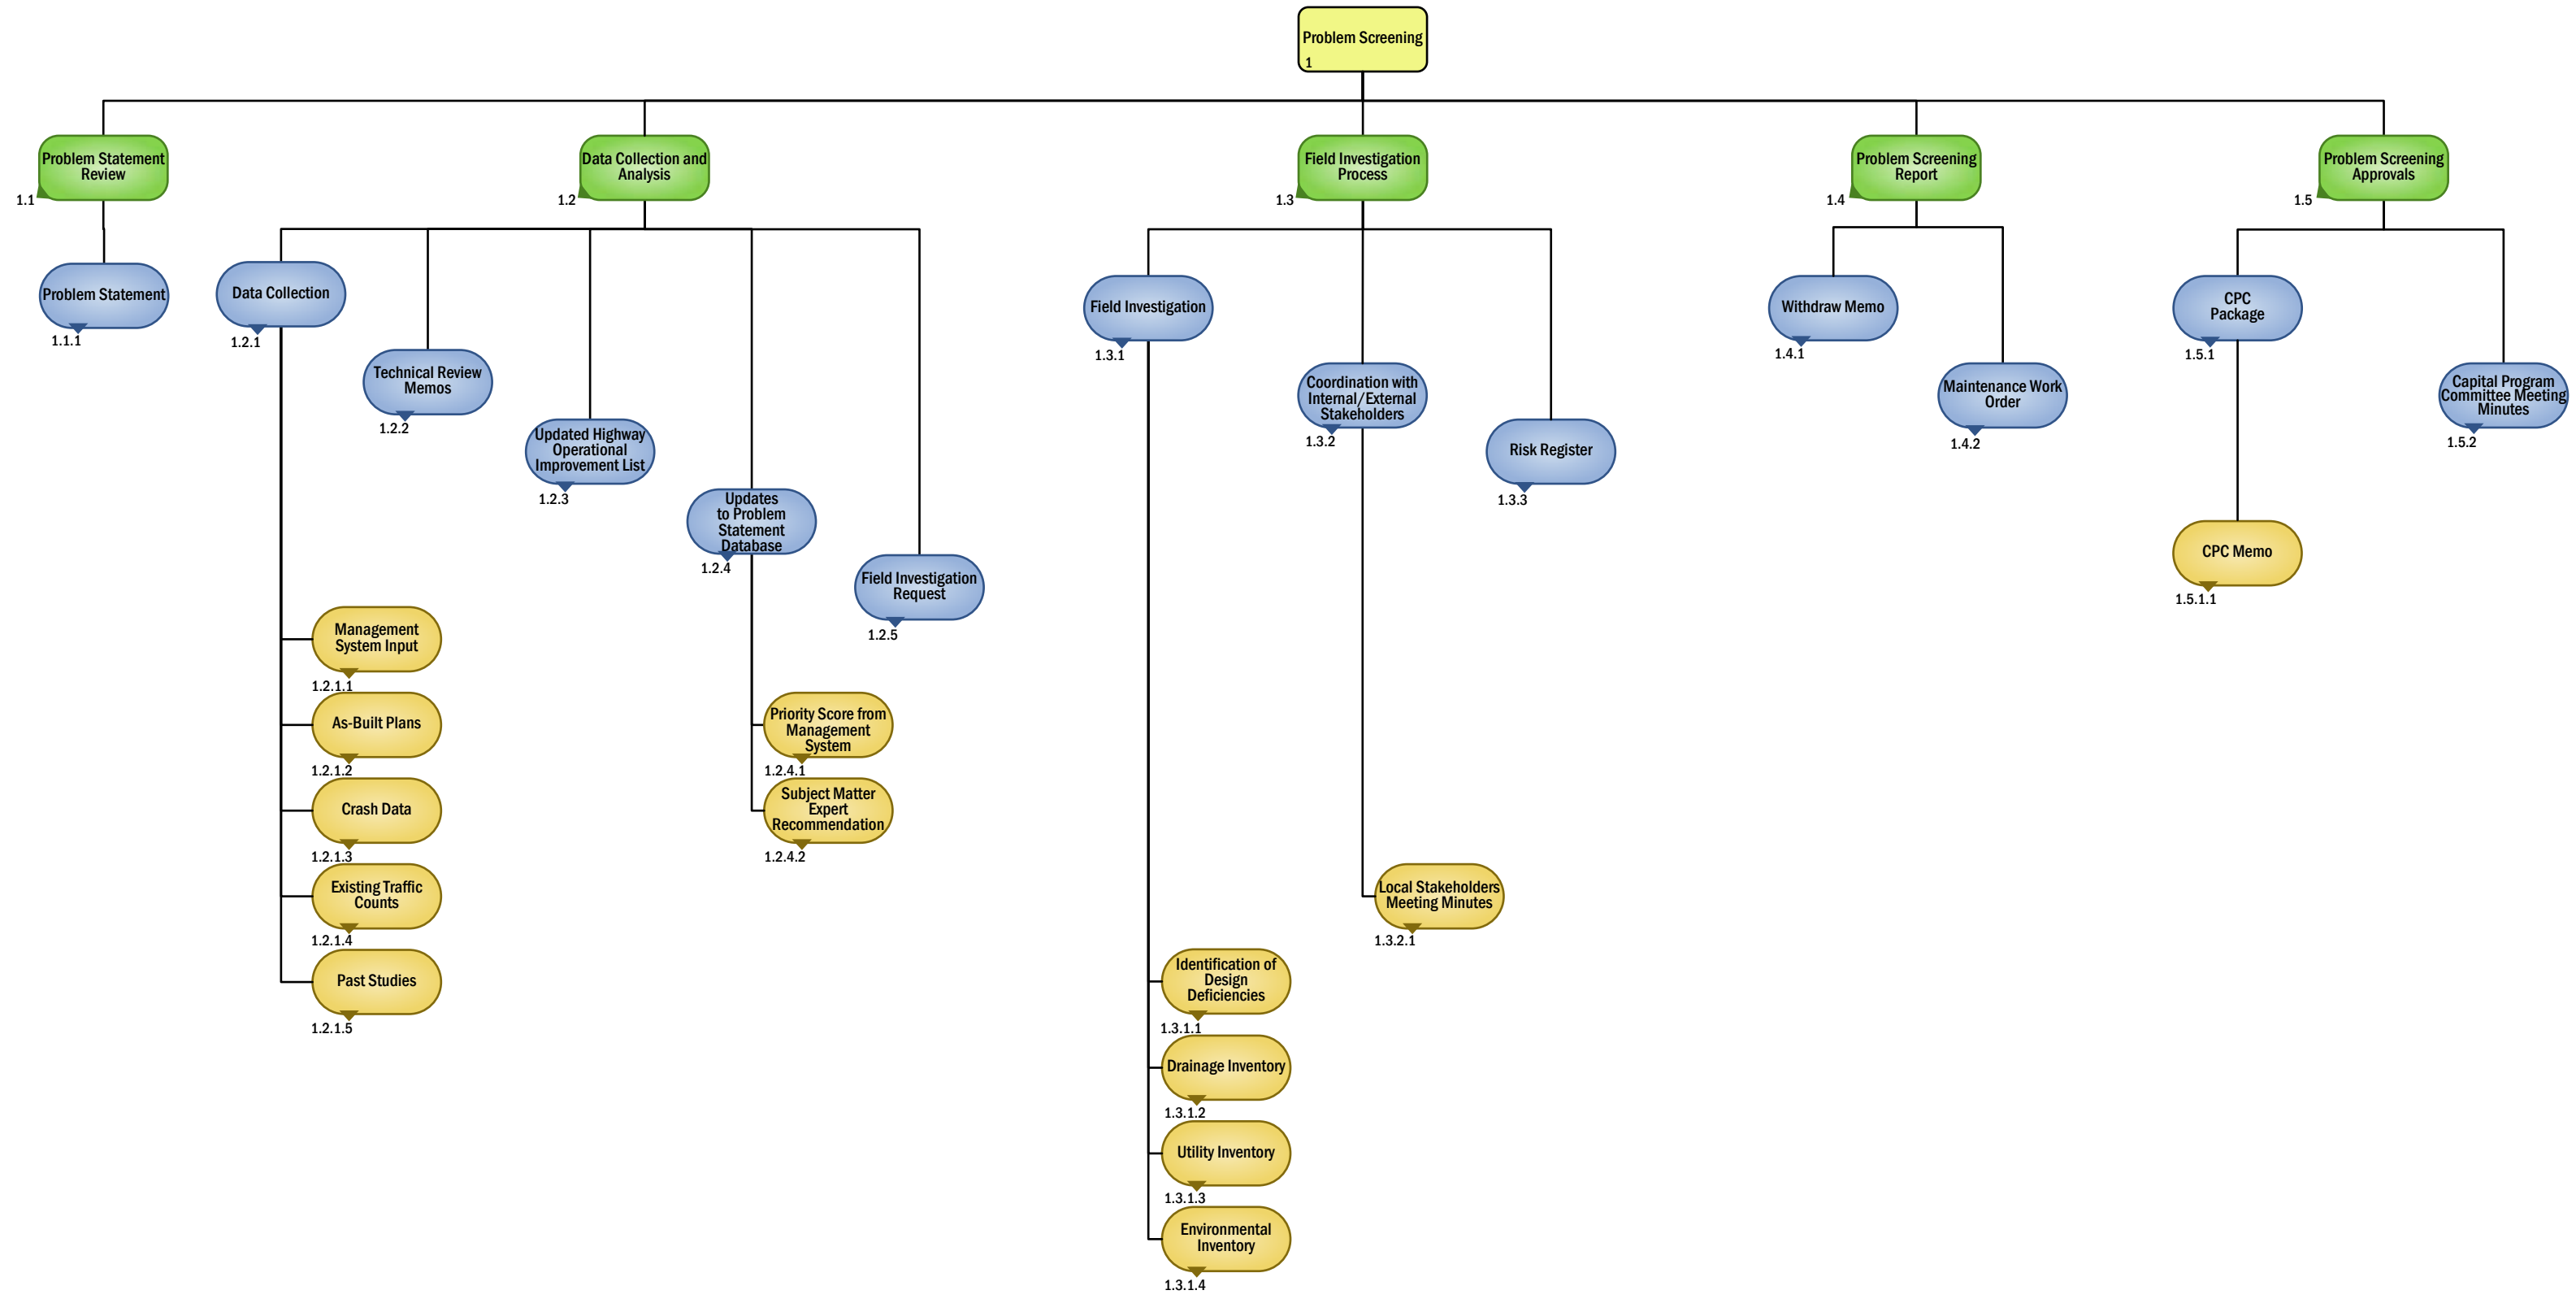 Problem Screening
1
Problem Statement
Review
1.1
Data Collection and
Analysis
1.2
Field Investigation
Process
1.3
Problem Screening
Report
1.4
Problem Screening
Approvals
1.5
Problem Statement
1.1.1
Data Collection
1.2.1
Technical Review
Memos
1.2.2
Updated Highway
Operational
Improvement List
1.2.3
Updates
to Problem
Statement
Database
1.2.4
Field Investigation
Request
1.2.5
Management
System Input
1.2.1.1
As-Built Plans
1.2.1.2
Crash Data
1.2.1.3
Existing Traffic
Counts
1.2.1.4
Past Studies
1.2.1.5
Priority Score from
Management
System
1.2.4.1
Subject Matter
Expert
Recommendation
1.2.4.2
Field Investigation
1.3.1
Coordination with
Internal/External
Stakeholders
1.3.2
Risk Register
1.3.3
Local Stakeholders
Meeting Minutes
1.3.2.1
Identification of
Design
Deficiencies
1.3.1.1
Drainage Inventory
1.3.1.2
Utility Inventory
1.3.1.3
Environmental
Inventory
1.3.1.4
Withdraw Memo
1.4.1
Maintenance Work
Order
1.4.2
CPC
Package
1.5.1
Capital Program
Committee Meeting
Minutes
1.5.2
CPC Memo
1.5.1.1